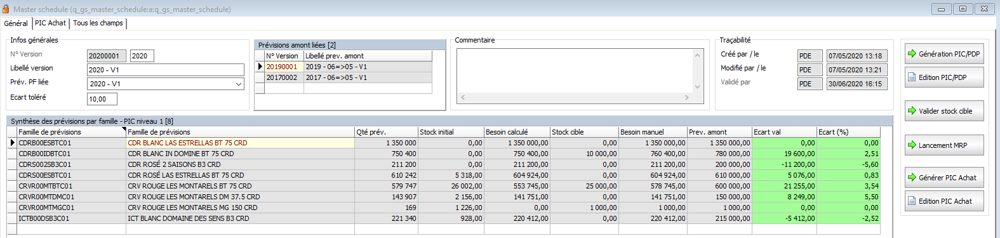 Master schedule (q_gs_master_schedule:a:q_gs_master_schedule)
Général PIC Achat Tous les champs
Infos générales
N° Version 20200001 2020
Libellé version 2020 - V1
Prév. PF liée 2020 - V1
Ecart toléré 10,00
Prévisions amont liées [2]
N° Version Libellé prev. amont
20190001 2019 - 06=>05 - V1
20170002 2017 - 06=>05 - V1
Commentaire
Traçabilité
Créé par / le PDE 07/05/2020 13:18
Modifié par / le PDE 07/05/2020 13:21
Validé par PDE 30/06/2020 16:15
Génération PIC/PDP
Edition PIC/PDP
Valider stock cible
Lancement MRP
Générer PIC Achat
Edition PIC Achat
Synthèse des prévisions par famille - PIC niveau 1 [8]
Famille de prévisions Famille de prévisions Qté prév. Stock initial Besoin calculé Stock cible Besoin manuel Prev. amont Ecart val Ecart (%)
CDRB00ESBTC01 CDR BLANC LAS ESTRELLAS BT 75 CRD 1 350 000 0,00 1 350 000,00 0,00 1 350 000,00 1 350 000,00 0,00 0,00
CDRB00IDBTC01 CDR BLANC IN DOMINE BT 75 CRD 750 400 0,00 750 400,00 10 000,00 760 400,00 780 000,00 19 600,00 2,51
CDRS002SB3C01 CDR ROSÉ 2 SAISONS B3 CRD 211 200 0,00 211 200,00 0,00 211 200,00 200 000,00 -11 200,00 -5,60
CDRS00ESBTC01 CDR ROSÉ LAS ESTRELLAS BT 75 CRD 610 242 5 318,00 604 924,00 0,00 604 924,00 610 000,00 5 076,00 0,83
CRVR00MTBTC01 CRV ROUGE LES MONTARELS BT 75 CRD 579 747 26 002,00 553 745,00 25 000,00 578 745,00 600 000,00 21 255,00 3,54
CRVR00MTDMC01 CRV ROUGE LES MONTARELS DM 37.5 CRD 143 907 2 156,00 141 751,00 0,00 141 751,00 150 000,00 8 249,00 5,50
CRVR00MTMGC01 CRV ROUGE LES MONTARELS MG 150 CRD 169 1 226,00 0,00 1 000,00 1 000,00 1 000,00 0,00 0,00
ICTB00DSB3C01 ICT BLANC DOMAINE DES SENS B3 CRD 221 340 928,00 220 412,00 0,00 220 412,00 215 000,00 -5 412,00 -2,52